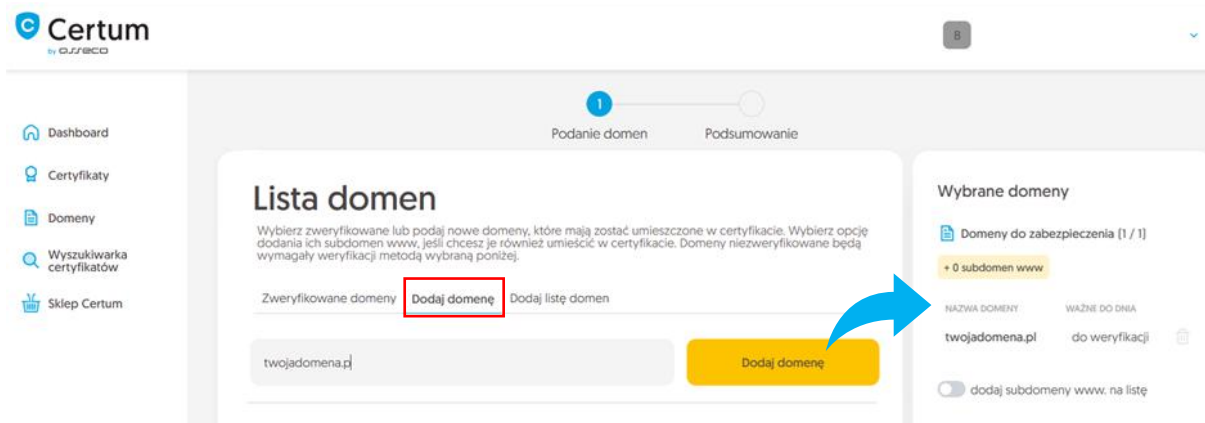 Certum
by asseco
B
1
Podanie domen
Podsumowanie
Dashboard
Certyfikaty
Domeny
Wyszukiwarka
certyfikatów
Sklep Certum
Lista domen
Wybierz zweryfikowane lub podaj nowe domeny, które mają zostać umieszczone w certyfikacie. Wybierz opcję
dodania ich subdomen www, jeśli chcesz je również umieścić w certyfikacie. Domeny niezweryfikowane będą
wymagały weryfikacji metodą wybraną poniżej.
Zweryfikowane domeny
Dodaj domenę
Dodaj listę domen
twojadomena.p
Dodaj domenę
Wybrane domeny
Domeny do zabezpieczenia (1 / 1)
+ 0 subdomen www
NAZWA DOMENY
WAŻNE DO DNIA
twojadomena.pl
do weryfikacji
dodaj subdomeny www. na listę